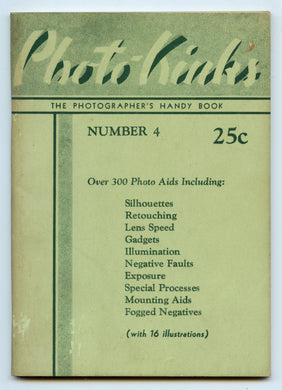 Photo Kinks
THE PHOTOGRAPHER'S HANDY BOOK
NUMBER 4 25c
Over 300 Photo Aids Including:
Silhouettes
Retouching
Lens Speed
Gadgets
Illumination
Negative Faults
Exposure
Special Processes
Mounting Aids
Fogged Negatives
(with 16 illustrations)